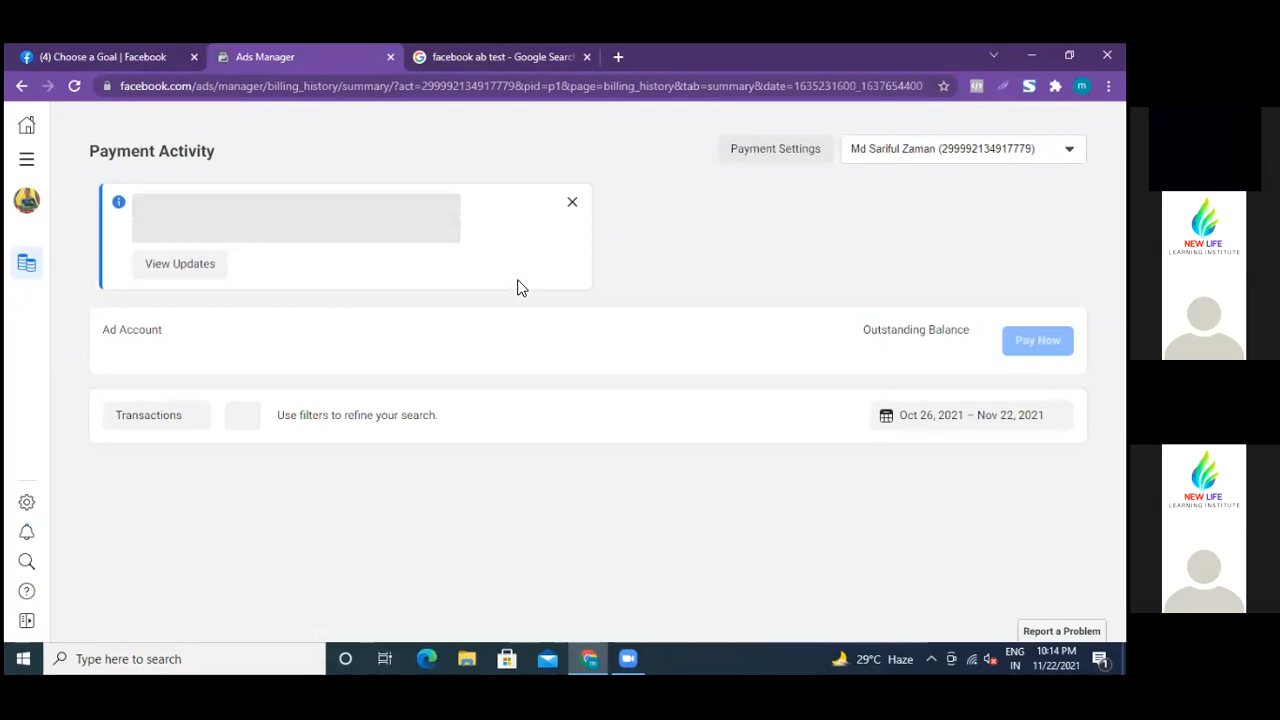 (4) Choose a Goal | Facebook
Ads Manager
facebook ab test - Google Searc
facebook.com/ads/manager/billing_history/summary/?act=299992134917779&pid=p1&page=billing_history&tab=summary&date=1635231600_1637654400
S
m
Payment Activity
Payment Settings
Md Sariful Zaman (299992134917779)
View Updates
Ad Account
Outstanding Balance
Pay Now
Transactions
Use filters to refine your search.
Oct 26, 2021 – Nov 22, 2021
Report a Problem
Type here to search
29°C Haze
ENG
IN
10:14 PM
11/22/2021
1
NEW LIFE
LEARNING INSTITUTE
NEW LIFE
LEARNING INSTITUTE